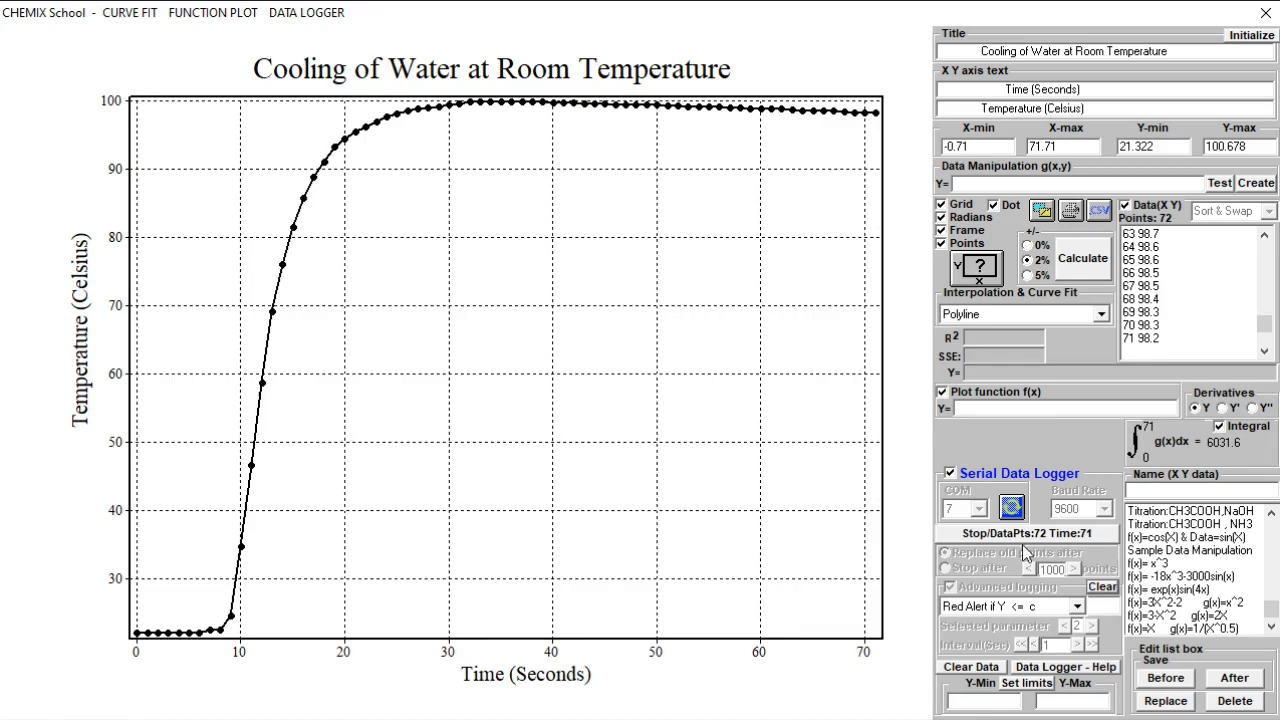 CHEMIX School - CURVE FIT FUNCTION PLOT DATA LOGGER
Cooling of Water at Room Temperature
100
90
80
70
60
50
40
30
Temperature (Celsius)
0 10 20 30 40 50 60 70
Time (Seconds)
Title
Initialize
Cooling of Water at Room Temperature
X Y axis text
Time (Seconds)
Temperature (Celsius)
X-min X-max Y-min Y-max
-0.71 71.71 21.322 100.678
Data Manipulation g(x,y)
Y= Test Create
Grid Dot CSV
Radians
Frame
Points
+/-
0%
2%
5%
Calculate
Y ? X
Data(X Y)
Points: 72
Sort & Swap
63 98.7
64 98.6
65 98.6
66 98.5
67 98.5
68 98.4
69 98.3
70 98.3
71 98.2
Interpolation & Curve Fit
Polyline
R2
SSE:
Y=
Plot function f(x)
Y=
Derivatives
Y Y' Y''
71
0
g(x)dx = 6031.6
Integral
Serial Data Logger
COM Baud Rate
7 9600
Stop/DataPts:72 Time:71
Replace old points after
Stop after < 1000 > points
Advanced logging Clear
Red Alert if Y <= c
Selected parameter < 2 >
Interval(Sec) << < 1 > >>
Clear Data Data Logger - Help
Y-Min Set limits Y-Max
Name (X Y data)
Titration:CH3COOH,NaOH
Titration:CH3COOH , NH3
f(x)=cos(X) & Data=sin(X)
Sample Data Manipulation
f(x)= x^3
f(x)= -18x^3-3000sin(x)
f(x)= exp(x)sin(4x)
f(x)=3X^2-2 g(x)=x^2
f(x)=3-X^2 g(x)=2X
f(x)=X g(x)=1/(X^0.5)
Edit list box
Save
Before After
Replace Delete